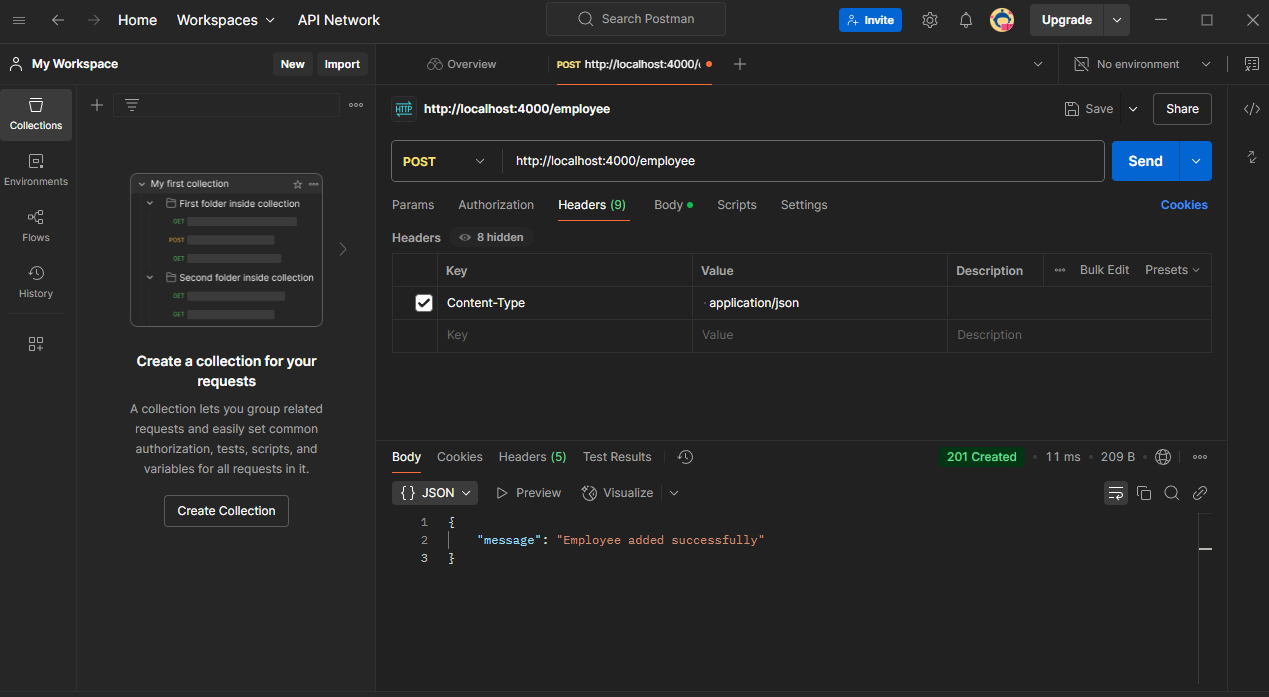 Home Workspaces API Network Search Postman Invite Upgrade
My Workspace New Import Overview POST http://localhost:4000/ No environment
Collections
Environments
Flows
History
My first collection
First folder inside collection
GET
POST
GET
Second folder inside collection
GET
GET
Create a collection for your
requests
A collection lets you group related
requests and easily set common
authorization, tests, scripts, and
variables for all requests in it.
Create Collection
HTTP http://localhost:4000/employee Save Share
POST http://localhost:4000/employee Send
Params Authorization Headers (9) Body Scripts Settings Cookies
Headers 8 hidden
Key Value Description Bulk Edit Presets
Content-Type application/json
Key Value Description
Body Cookies Headers (5) Test Results 201 Created 11 ms 209 B
{} JSON Preview Visualize
1 {
2 "message": "Employee added successfully"
3 }